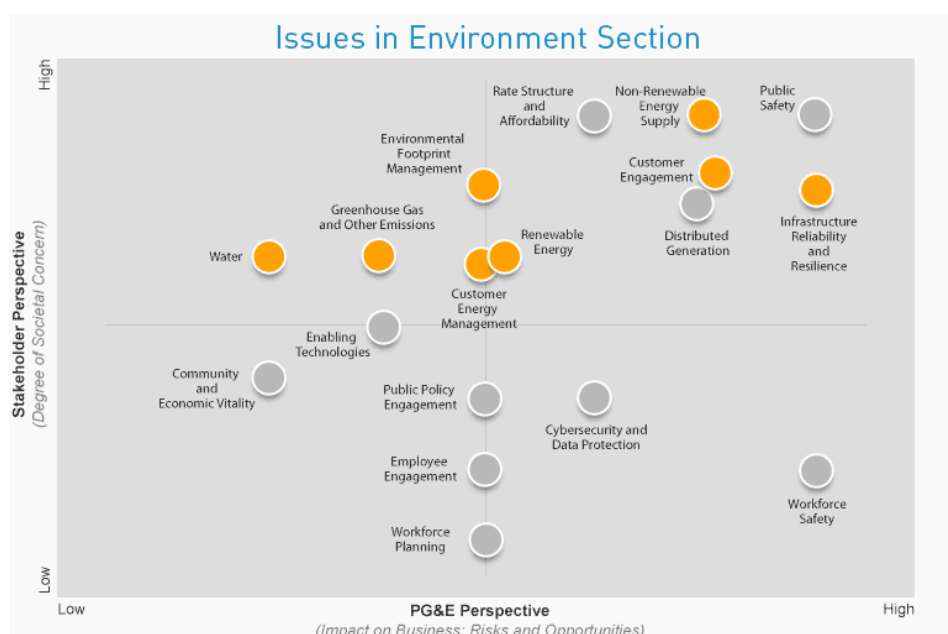 Issues in Environment Section
High
Rate Structure
and
Affordability
Non-Renewable
Energy
Supply
Public
Safety
Environmental
Footprint
Management
Customer
Engagement
Greenhouse Gas
and Other Emissions
Distributed
Generation
Infrastructure
Reliability
and
Resilience
Water
Renewable
Energy
Customer
Energy
Management
Enabling
Technologies
Community
and
Economic Vitality
Public Policy
Engagement
Cybersecurity and
Data Protection
Employee
Engagement
Workforce
Safety
Workforce
Planning
Stakeholder Perspective
(Degree of Societal Concern)
Low
Low
PG&E Perspective
High
(Impact on Business: Risks and Opportunities)